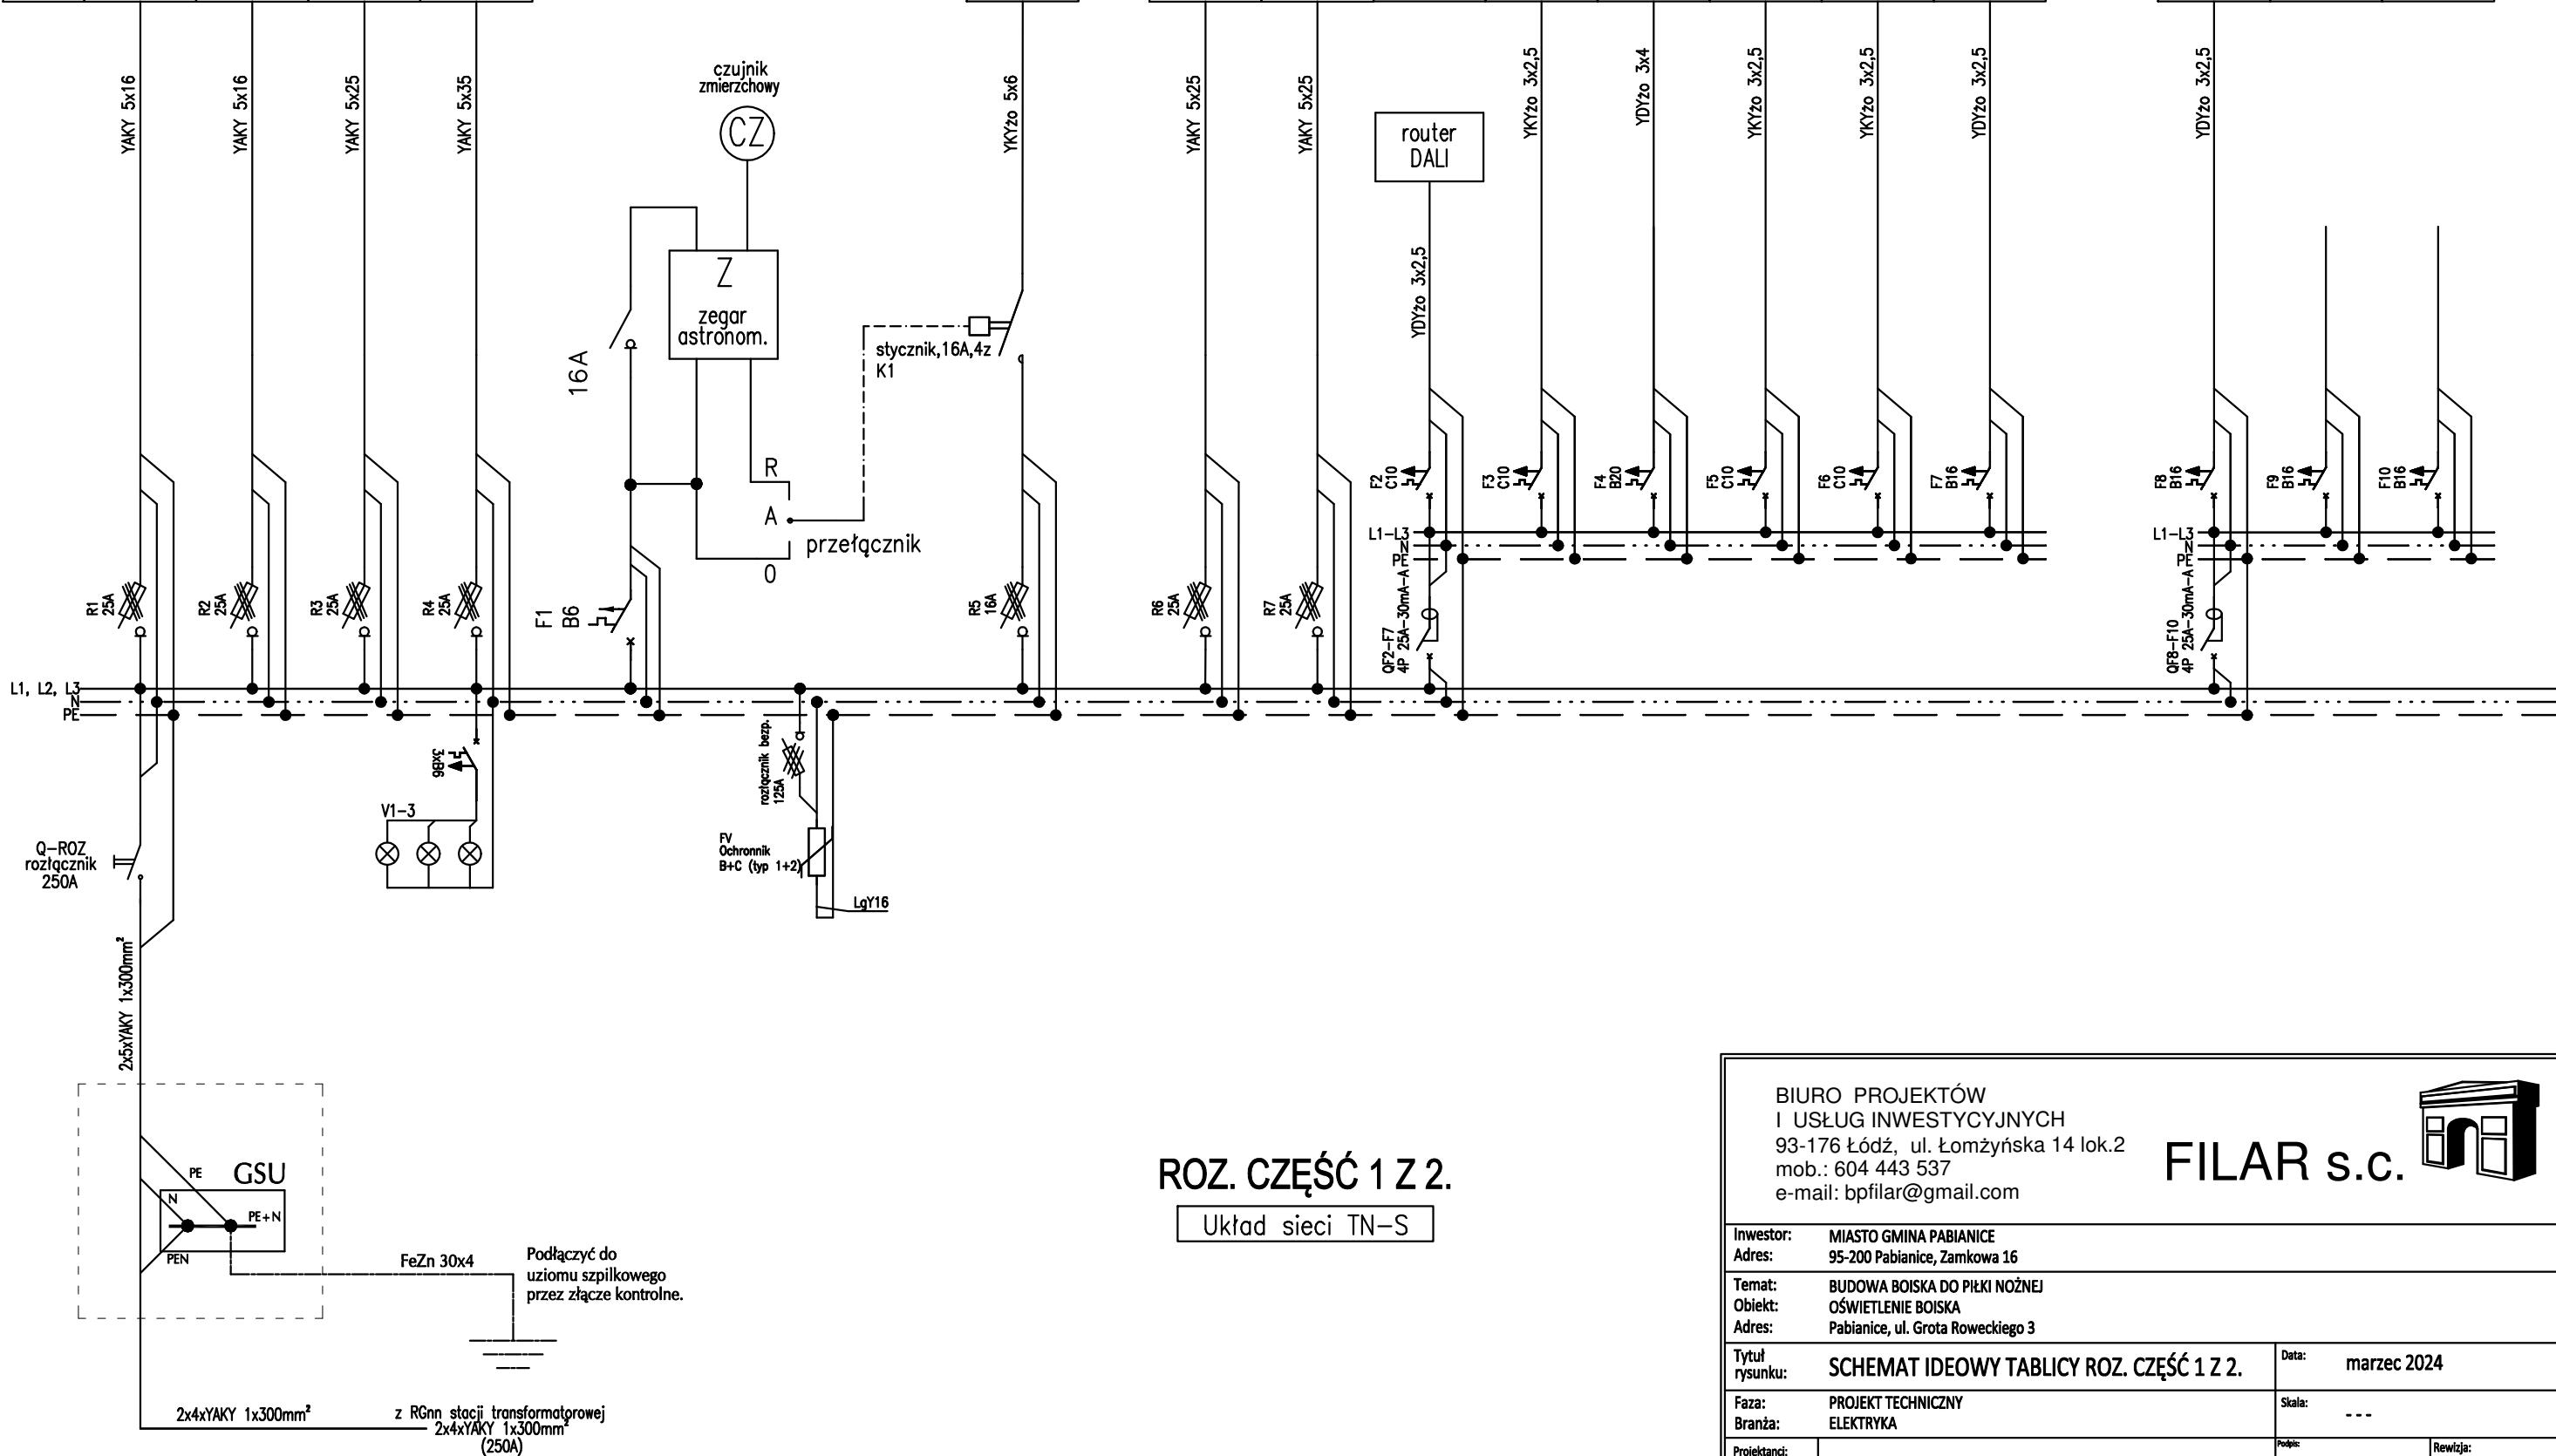 YAKY 5x16
YAKY 5x16
YAKY 5x25
YAKY 5x35
czujnik
zmierzchowy
CZ
YKYżo 5x6
YAKY 5x25
YAKY 5x25
router
DALI
YDYżo 3x2,5
YKYżo 3x2,5
YDYżo 3x4
YKYżo 3x2,5
YKYżo 3x2,5
YDYżo 3x2,5
YDYżo 3x2,5
Z
zegar
astronom.
16A
stycznik,16A,4z
K1
R
A
przełącznik
0
F2
C10
F3
C10
F4
B20
F5
C10
F6
C10
F7
B16
F8
B16
F9
B16
F10
B16
L1-L3
N
PE
L1-L3
N
PE
R1
25A
R2
25A
R3
25A
R4
25A
F1
B6
R5
16A
R6
25A
R7
25A
QF2-F7
4P 25A-30mA-A
QF8-F10
4P 25A-30mA-A
L1, L2, L3
N
PE
3xB6
V1-3
rozłącznik bezp.
125A
FV
Ochronnik
B+C (typ 1+2)
LgY16
Q-ROZ
rozłącznik
250A
2x5xYAKY 1x300mm²
PE
GSU
N
PE+N
PEN
FeZn 30x4
Podłączyć do
uziomu szpilkowego
przez złącze kontrolne.
2x4xYAKY 1x300mm²
z RGnn stacji transformatorowej
2x4xYAKY 1x300mm²
(250A)
ROZ. CZĘŚĆ 1 Z 2.
Układ sieci TN-S
BIURO PROJEKTÓW
I USŁUG INWESTYCYJNYCH
93-176 Łódź, ul. Łomżyńska 14 lok.2
mob.: 604 443 537
e-mail: bpfilar@gmail.com
FILAR s.c.
Inwestor: MIASTO GMINA PABIANICE
Adres: 95-200 Pabianice, Zamkowa 16
Temat: BUDOWA BOISKA DO PIŁKI NOŻNEJ
Obiekt: OŚWIETLENIE BOISKA
Adres: Pabianice, ul. Grota Roweckiego 3
Tytuł
rysunku: SCHEMAT IDEOWY TABLICY ROZ. CZĘŚĆ 1 Z 2.
Data: marzec 2024
Faza: PROJEKT TECHNICZNY
Branża: ELEKTRYKA
Skala: ---
Projektanci:
Podpis:
Rewizja: